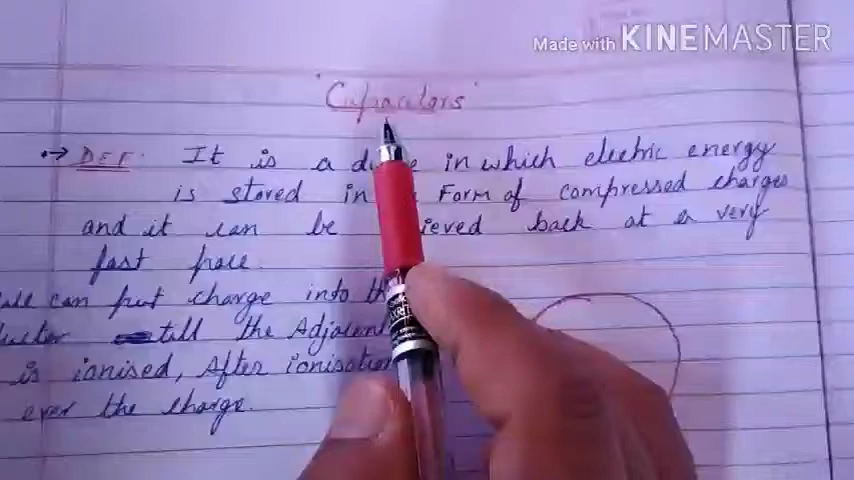 Made with KINEMASTER
"Capacitors"
•→ DEF: It is a in which electric energy
is stored in Form of compressed charges
and it can be back at a very
fast pace.
can put charge into
till the Adjacent
is ionised, After ionisation
over the charge.